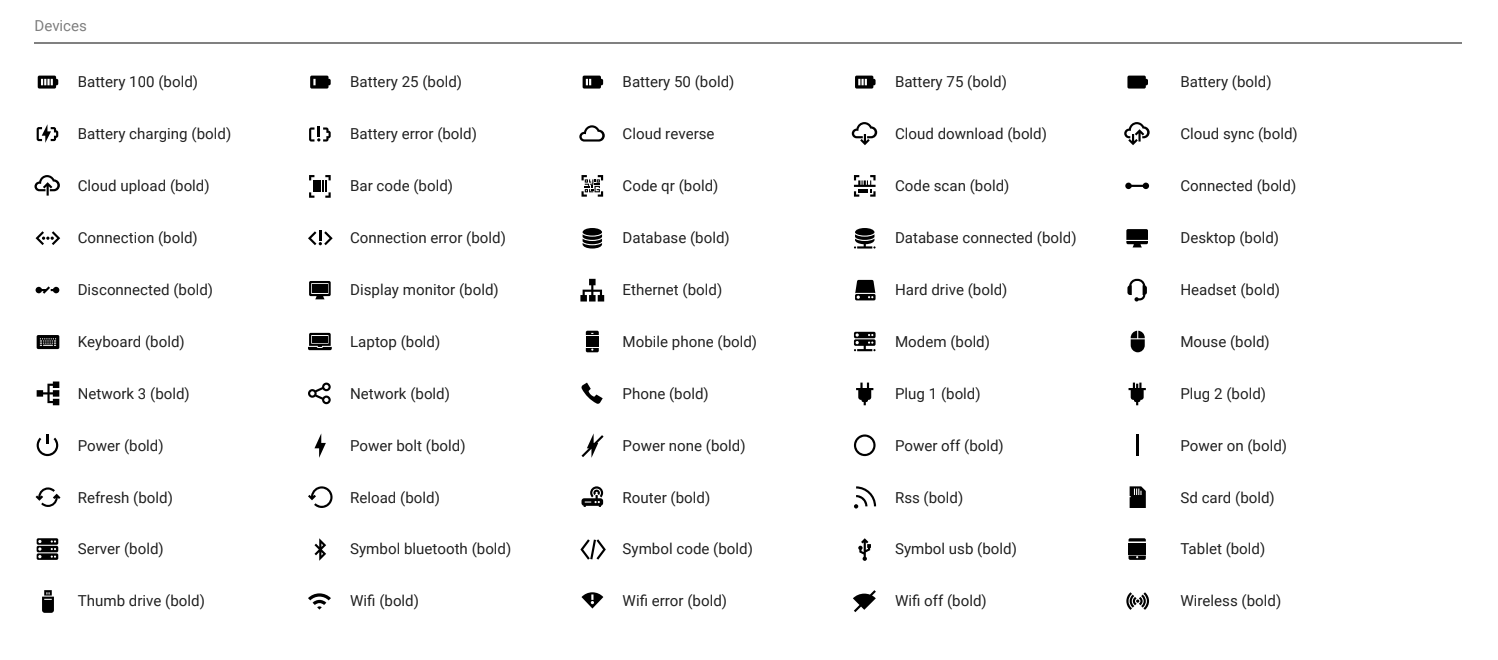 Devices
Battery 100 (bold) Battery 25 (bold) Battery 50 (bold) Battery 75 (bold) Battery (bold)
Battery charging (bold) Battery error (bold) Cloud reverse Cloud download (bold) Cloud sync (bold)
Cloud upload (bold) Bar code (bold) Code qr (bold) Code scan (bold) Connected (bold)
Connection (bold) Connection error (bold) Database (bold) Database connected (bold) Desktop (bold)
Disconnected (bold) Display monitor (bold) Ethernet (bold) Hard drive (bold) Headset (bold)
Keyboard (bold) Laptop (bold) Mobile phone (bold) Modem (bold) Mouse (bold)
Network 3 (bold) Network (bold) Phone (bold) Plug 1 (bold) Plug 2 (bold)
Power (bold) Power bolt (bold) Power none (bold) Power off (bold) Power on (bold)
Refresh (bold) Reload (bold) Router (bold) Rss (bold) Sd card (bold)
Server (bold) Symbol bluetooth (bold) Symbol code (bold) Symbol usb (bold) Tablet (bold)
Thumb drive (bold) Wifi (bold) Wifi error (bold) Wifi off (bold) Wireless (bold)